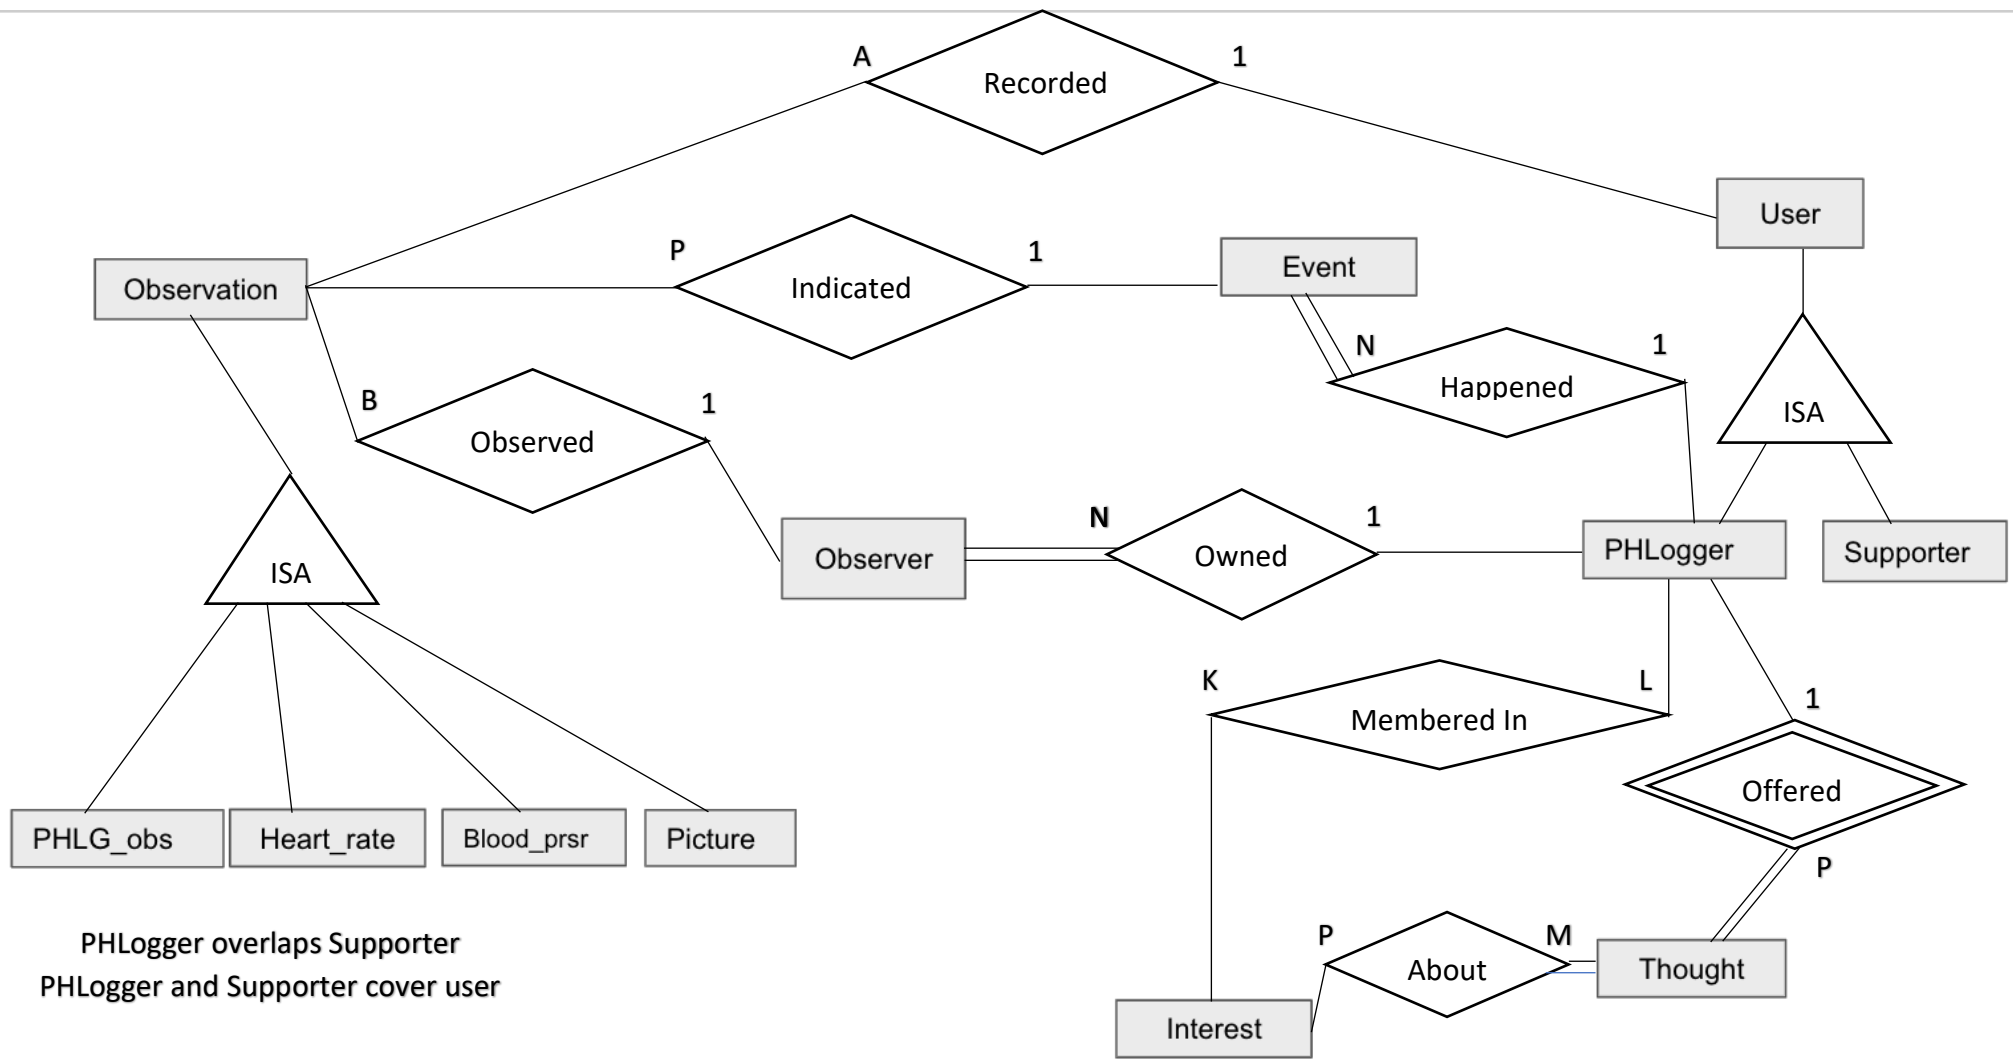 A
1
Recorded
User
P
1
Observation
Indicated
Event
N
1
Happened
B
1
Observed
ISA
N
1
Observer
Owned
PHLogger
Supporter
ISA
K
L
Membered In
1
Offered
PHLG_obs
Heart_rate
Blood_prsr
Picture
P
P
M
About
Thought
Interest
PHLogger overlaps Supporter
PHLogger and Supporter cover user